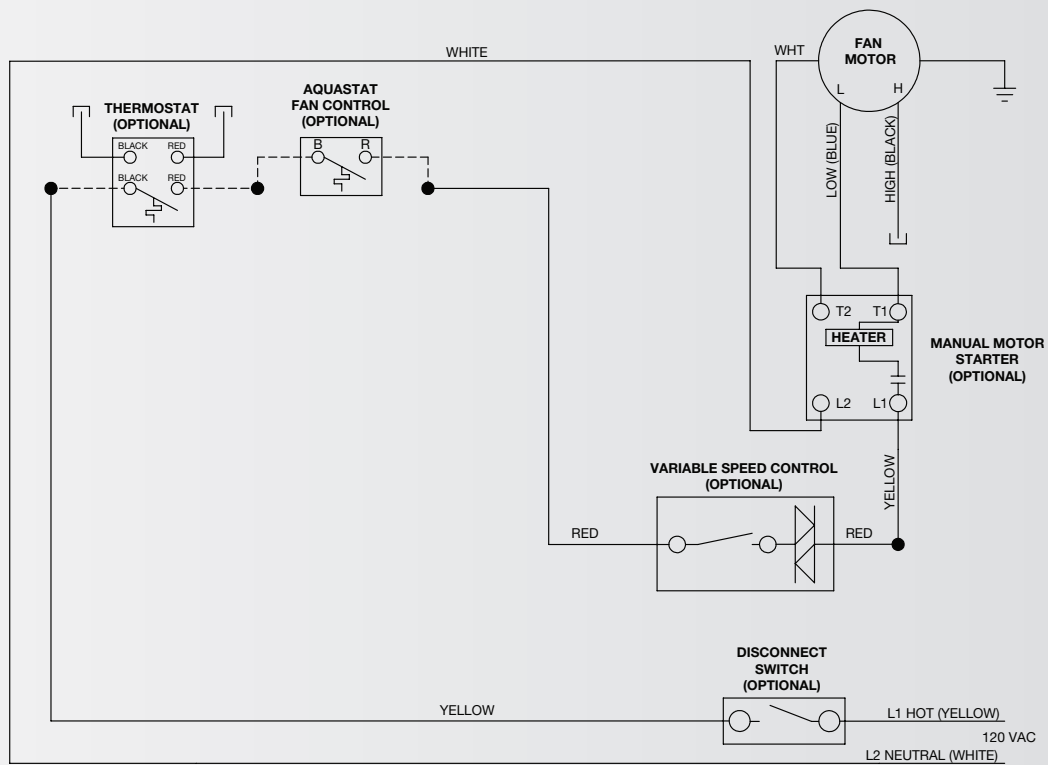 WHITE
WHT
FAN
MOTOR
L
H
THERMOSTAT
(OPTIONAL)
AQUASTAT
FAN CONTROL
(OPTIONAL)
BLACK
RED
BLACK
RED
B
R
LOW (BLUE)
HIGH (BLACK)
T2
T1
HEATER
L2
L1
MANUAL MOTOR
STARTER
(OPTIONAL)
VARIABLE SPEED CONTROL
(OPTIONAL)
YELLOW
RED
RED
DISCONNECT
SWITCH
(OPTIONAL)
YELLOW
L1 HOT (YELLOW)
120 VAC
L2 NEUTRAL (WHITE)